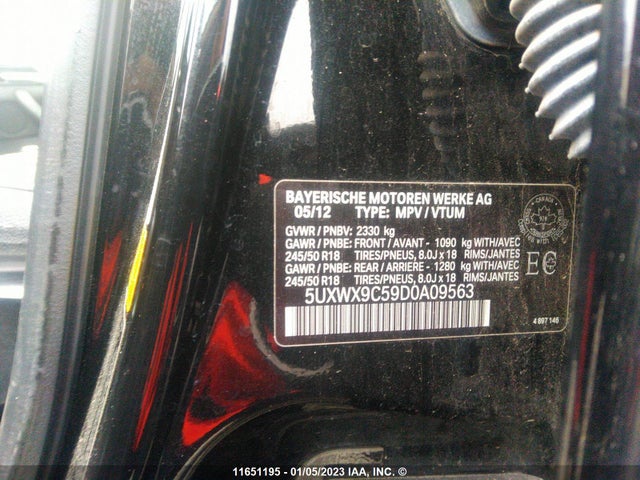 BAYERISCHE MOTOREN WERKE AG
05/12 TYPE: MPV / VTUM
GVWR / PNBV: 2330 kg
GAWR / PNBE: FRONT / AVANT - 1090 kg WITH/AVEC
245/50 R18 TIRES/PNEUS, 8.0J x 18 RIMS/JANTES
GAWR / PNBE: REAR / ARRIERE - 1280 kg WITH/AVEC
245/50 R18 TIRES/PNEUS, 8.0J x 18 RIMS/JANTES
5UXWX9C59D0A09563
CANADA
EC
4 697 146
11651195 - 01/05/2023 IAA, INC. ©